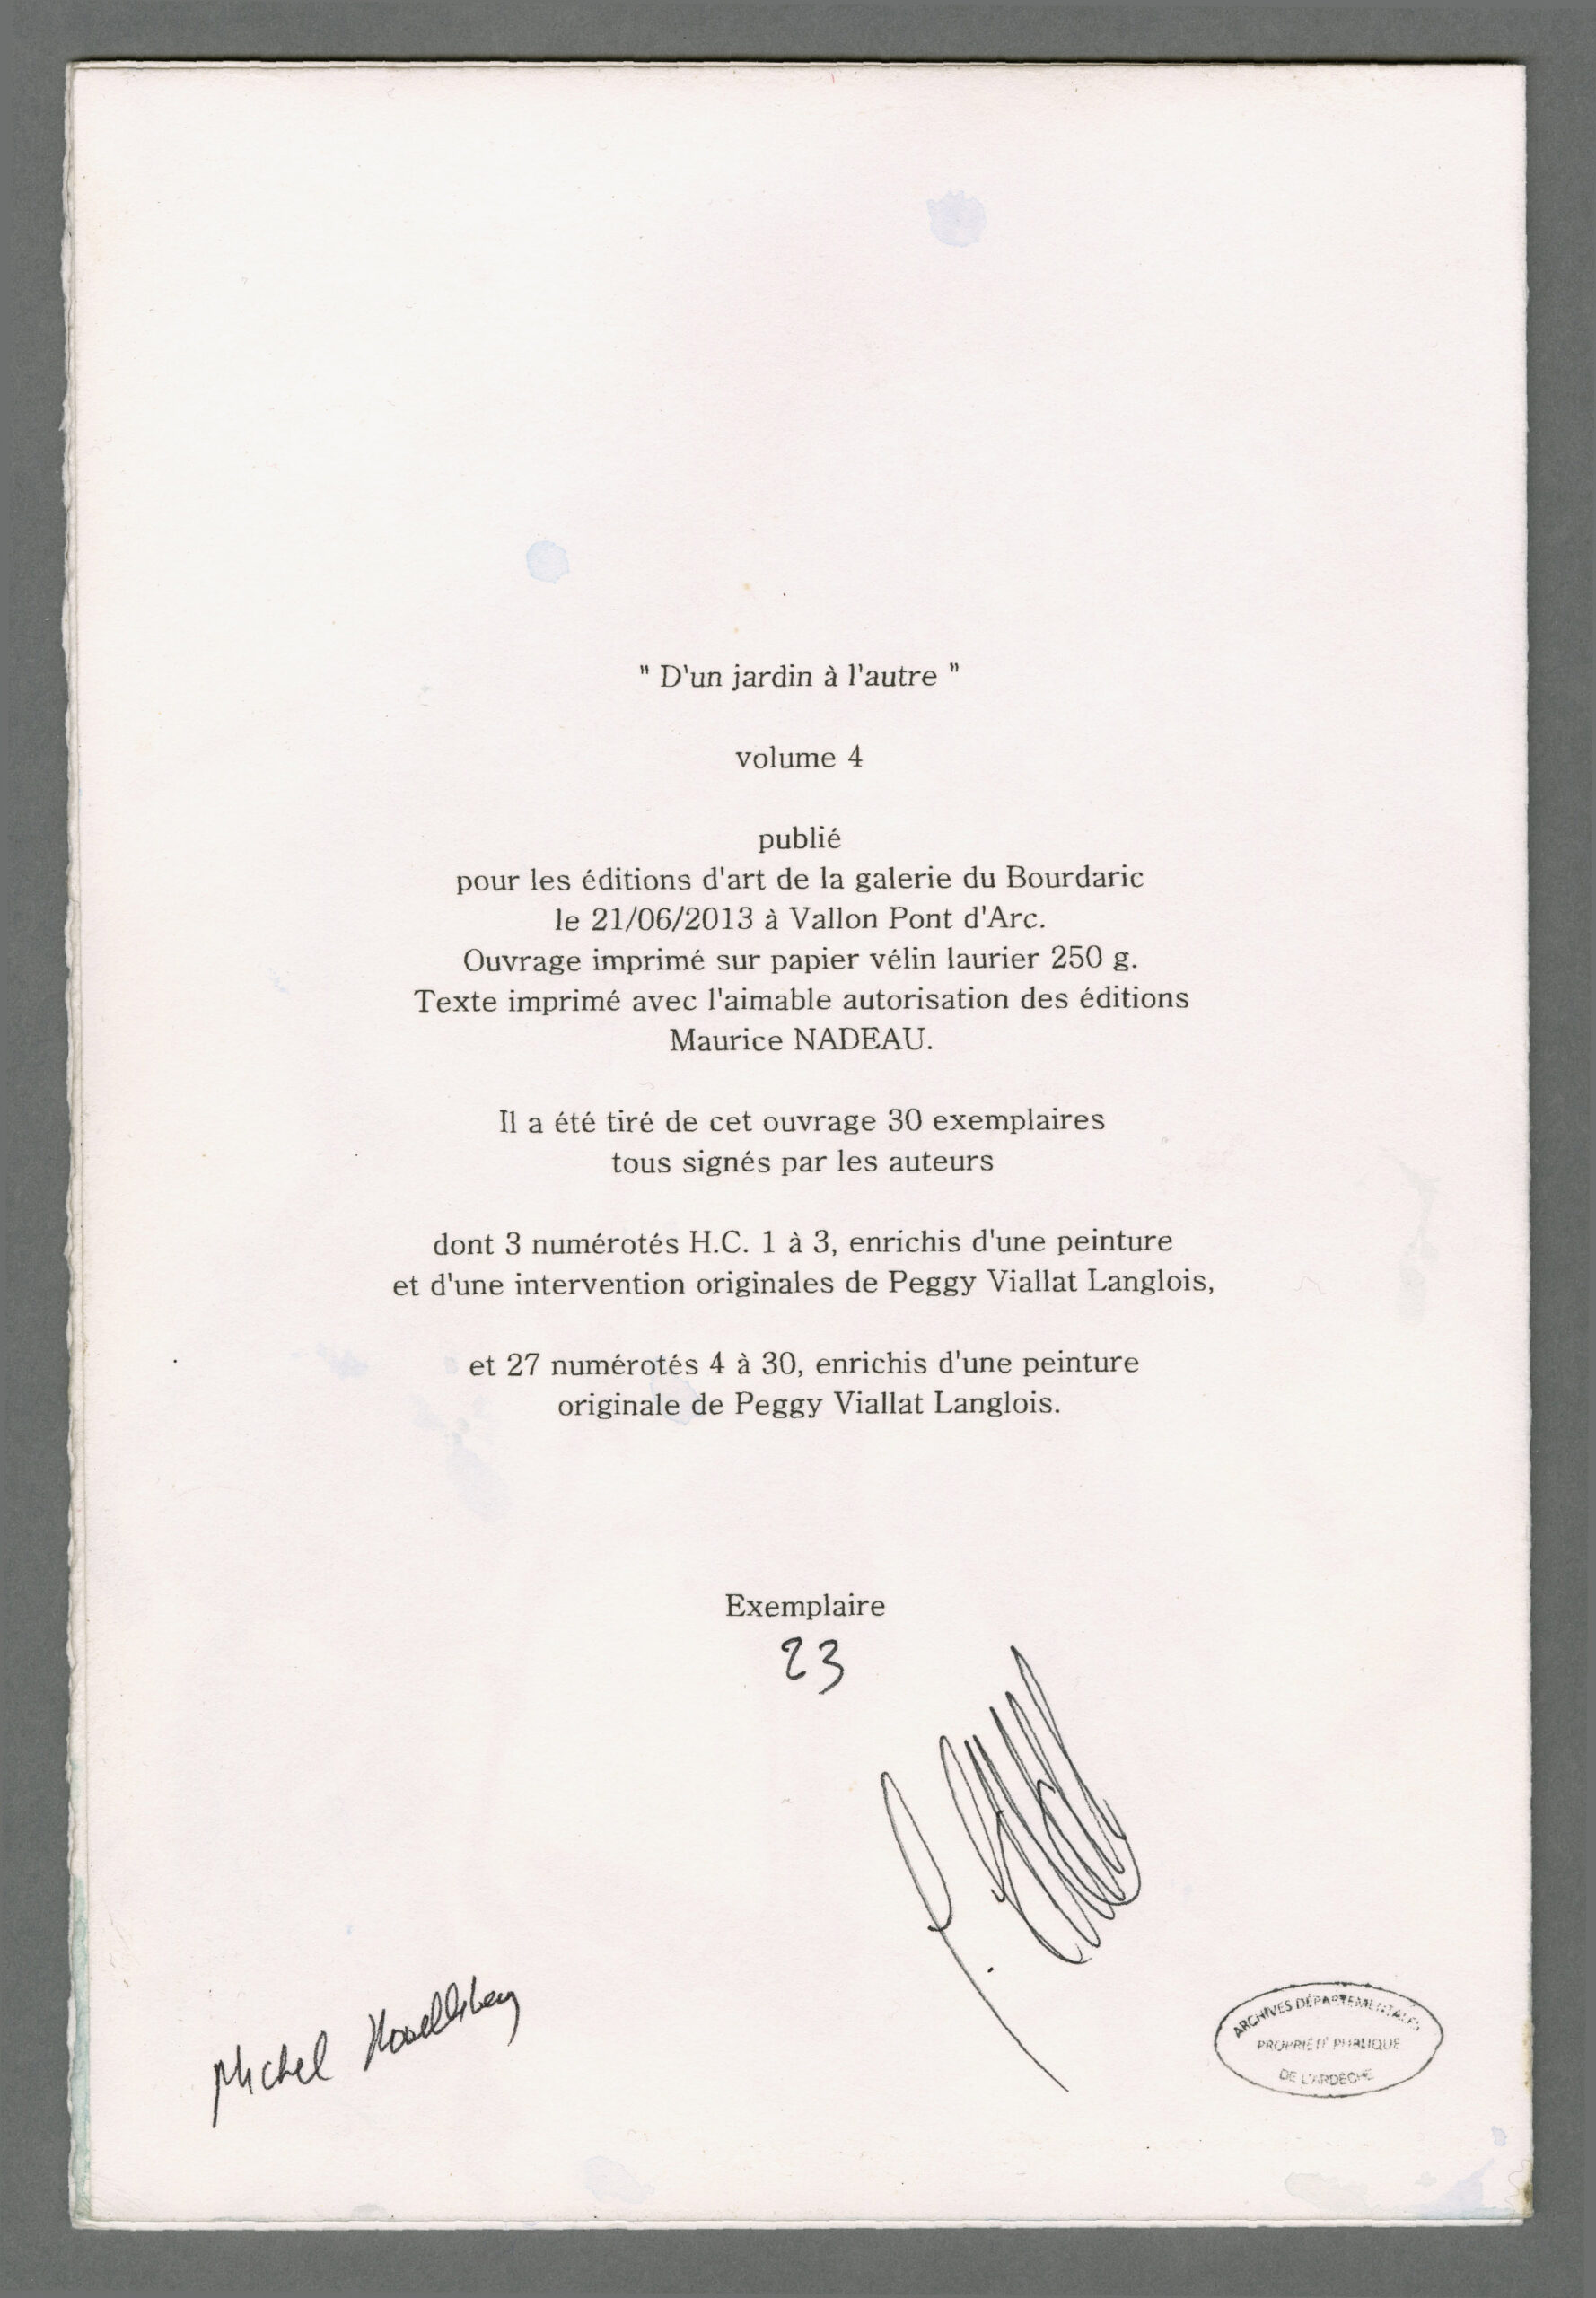 " D'un jardin à l'autre "
volume 4
publié
pour les éditions d'art de la galerie du Bourdaric
le 21/06/2013 à Vallon Pont d'Arc.
Ouvrage imprimé sur papier vélin laurier 250 g.
Texte imprimé avec l'aimable autorisation des éditions
Maurice NADEAU.
Il a été tiré de cet ouvrage 30 exemplaires
tous signés par les auteurs
dont 3 numérotés H.C. 1 à 3, enrichis d'une peinture
et d'une intervention originales de Peggy Viallat Langlois,
et 27 numérotés 4 à 30, enrichis d'une peinture
originale de Peggy Viallat Langlois.
Exemplaire
23
Michel
ARCHIVES DÉPARTEMENTALES
PROPRIÉTÉ PUBLIQUE
DE L'ARDÈCHE